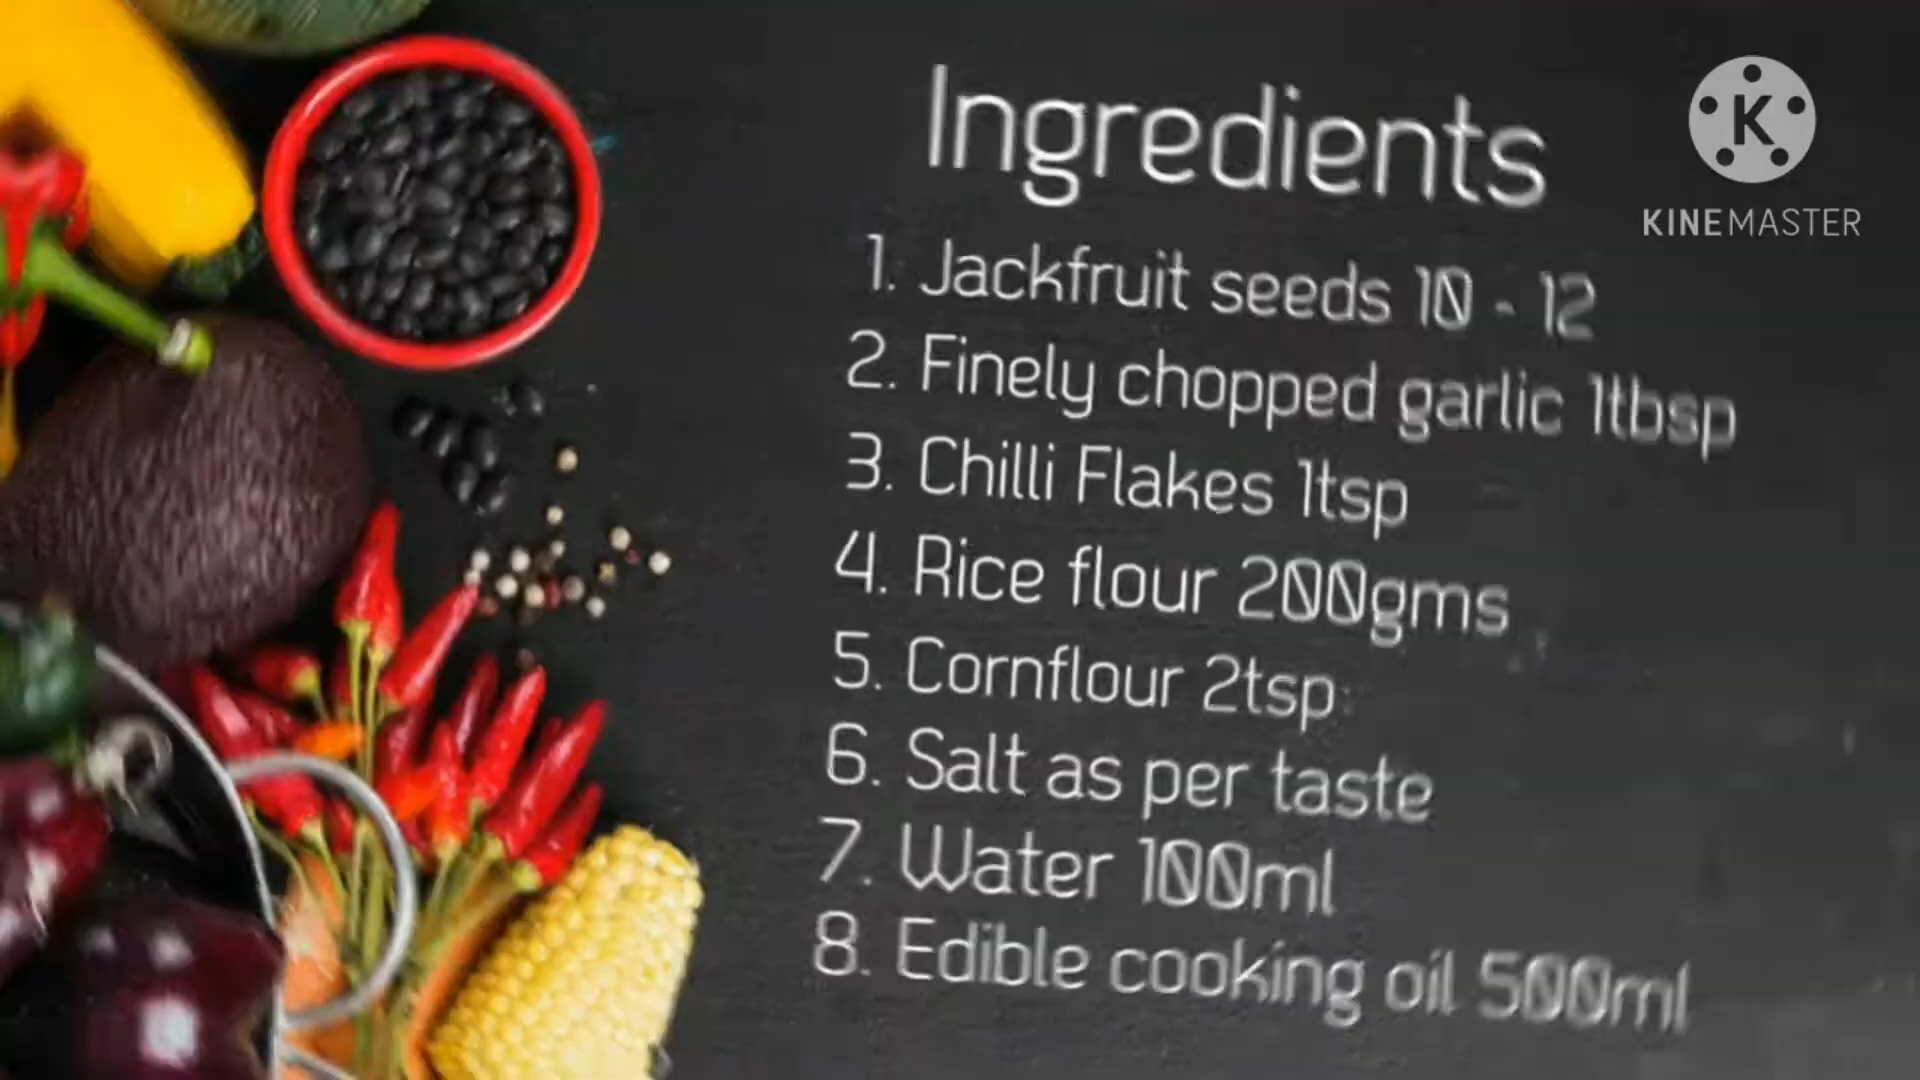 Ingredients
1. Jackfruit seeds 10 - 12
2. Finely chopped garlic 1tbsp
3. Chilli Flakes 1tsp
4. Rice flour 200gms
5. Cornflour 2tsp
6. Salt as per taste
7. Water 100ml
8. Edible cooking oil 500ml
K
KINEMASTER